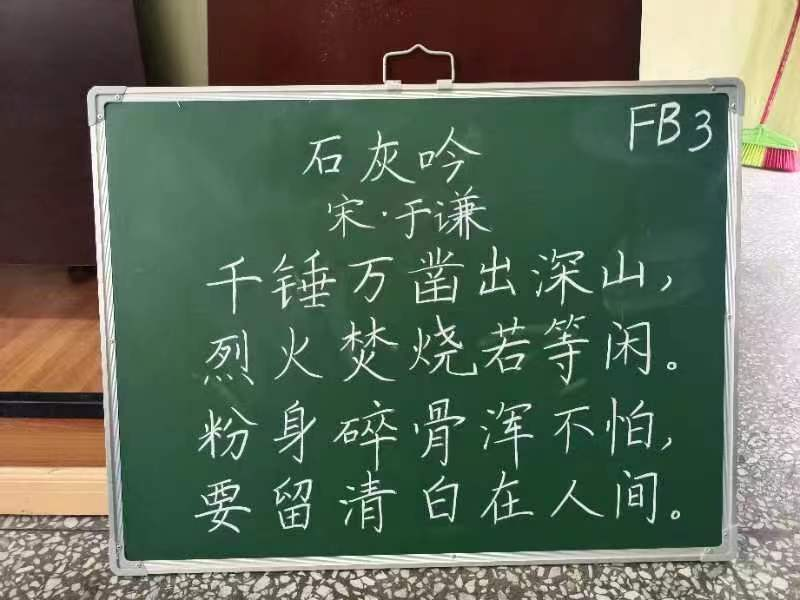 FB3
石灰吟
宋·于谦
千锤万凿出深山，
烈火焚烧若等闲。
粉身碎骨浑不怕，
要留清白在人间。